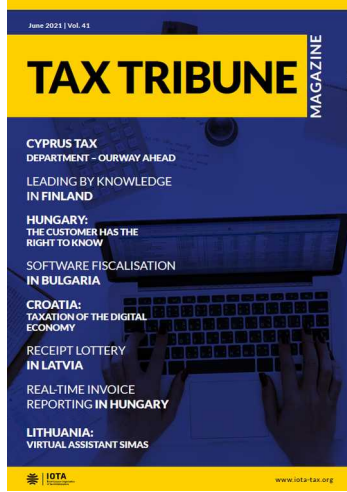 June 2021 | Vol. 41
TAX TRIBUNE
MAGAZINE
CYPRUS TAX
DEPARTMENT – OURWAY AHEAD
LEADING BY KNOWLEDGE
IN FINLAND
HUNGARY:
THE CUSTOMER HAS THE
RIGHT TO KNOW
SOFTWARE FISCALISATION
IN BULGARIA
CROATIA:
TAXATION OF THE DIGITAL
ECONOMY
RECEIPT LOTTERY
IN LATVIA
REAL-TIME INVOICE
REPORTING IN HUNGARY
LITHUANIA:
VIRTUAL ASSISTANT SIMAS
IOTA
www.iota-tax.org